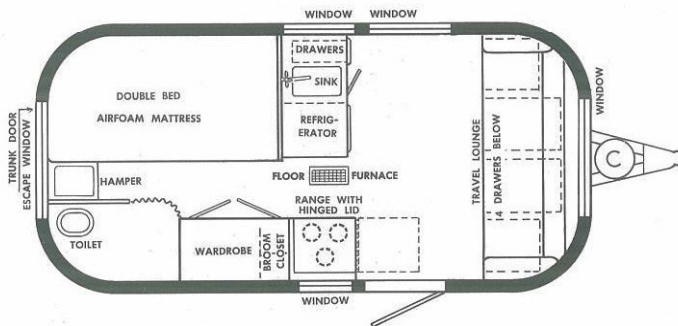 WINDOW
WINDOW
DRAWERS
SINK
REFRIG-
ERATOR
DOUBLE BED
AIRFOAM MATTRESS
TRUNK DOOR
ESCAPE WINDOW
HAMPER
TOILET
FLOOR
FURNACE
RANGE WITH
HINGED LID
WARDROBE
BROOM
CLOSET
WINDOW
TRAVEL LOUNGE
4 DRAWERS BELOW
WINDOW
C